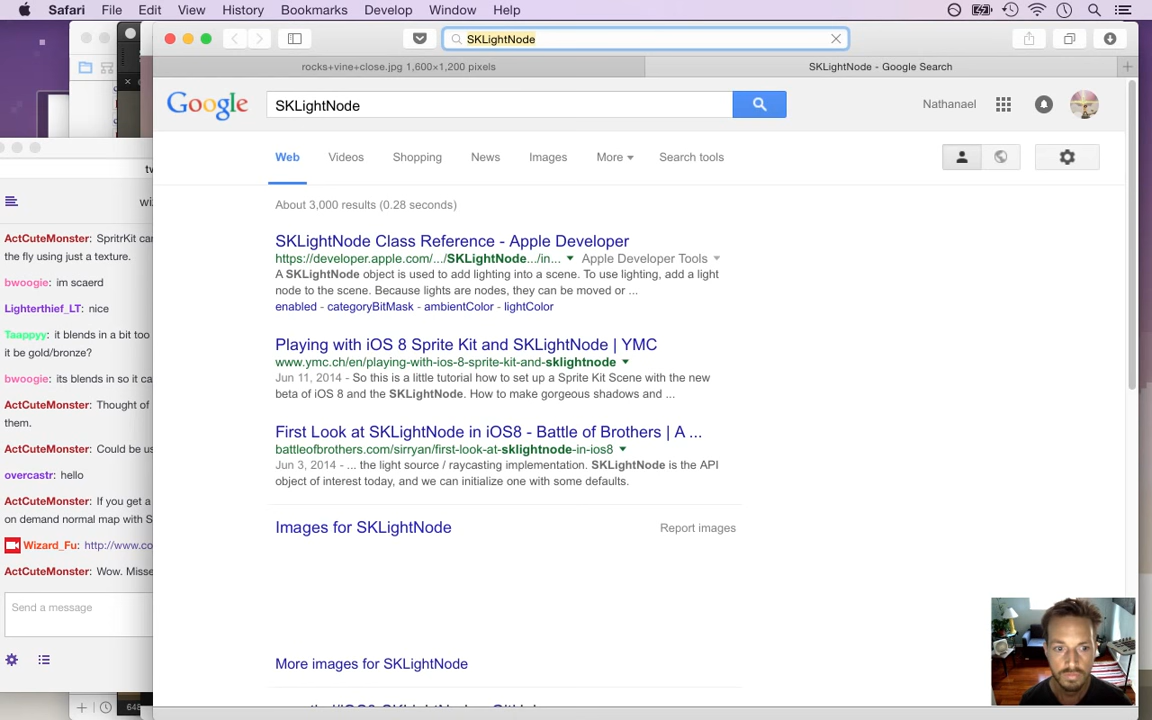 Safari File Edit View History Bookmarks Develop Window Help
SKLightNode
rocks+vine+close.jpg 1,600×1,200 pixels
SKLightNode - Google Search
Google
SKLightNode
Nathanael
Web Videos Shopping News Images More Search tools
About 3,000 results (0.28 seconds)
SKLightNode Class Reference - Apple Developer
https://developer.apple.com/.../SKLightNode.../in... Apple Developer Tools
A SKLightNode object is used to add lighting into a scene. To use lighting, add a light
node to the scene. Because lights are nodes, they can be moved or ...
enabled - categoryBitMask - ambientColor - lightColor
Playing with iOS 8 Sprite Kit and SKLightNode | YMC
www.ymc.ch/en/playing-with-ios-8-sprite-kit-and-sklightnode
Jun 11, 2014 - So this is a little tutorial how to set up a Sprite Kit Scene with the new
beta of iOS 8 and the SKLightNode. How to make gorgeous shadows and ...
First Look at SKLightNode in iOS8 - Battle of Brothers | A ...
battleofbrothers.com/sirryan/first-look-at-sklightnode-in-ios8
Jun 3, 2014 - ... the light source / raycasting implementation. SKLightNode is the API
object of interest today, and we can initialize one with some defaults.
Images for SKLightNode
Report images
More images for SKLightNode
tw
wiz
ActCuteMonster: SpritrKit car
the fly using just a texture.
bwoogie: im scaerd
Lighterthief_LT: nice
Taappyy: it blends in a bit too
it be gold/bronze?
bwoogie: its blends in so it ca
ActCuteMonster: Thought of
them.
ActCuteMonster: Could be us
overcastr: hello
ActCuteMonster: If you get a
on demand normal map with S
Wizard_Fu: http://www.co
ActCuteMonster: Wow. Misse
Send a message
648